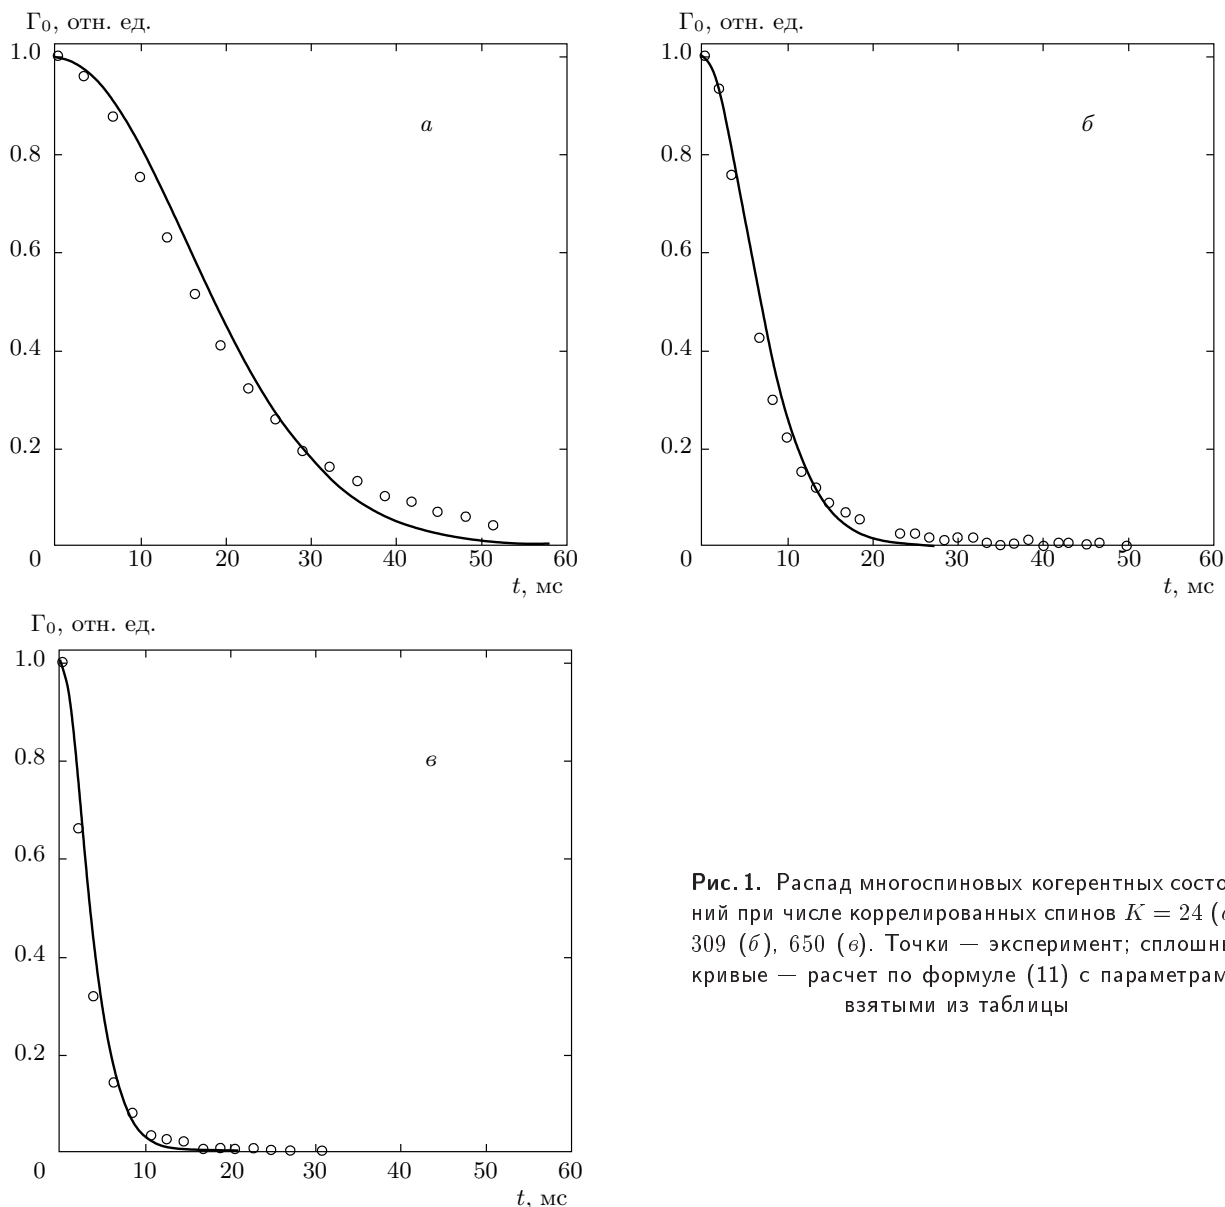 Γ₀, отн. ед.
1.0
0.8
0.6
0.4
0.2
0
10
20
30
40
50
60
t, мс
а
Γ₀, отн. ед.
1.0
0.8
0.6
0.4
0.2
0
10
20
30
40
50
60
t, мс
б
Γ₀, отн. ед.
1.0
0.8
0.6
0.4
0.2
0
10
20
30
40
50
60
t, мс
в
Рис. 1. Распад многоспиновых когерентных состо
ний при числе коррелированных спинов K = 24 (
309 (б), 650 (в). Точки — эксперимент; сплошн
кривые — расчет по формуле (11) с параметрам
взятыми из таблицы